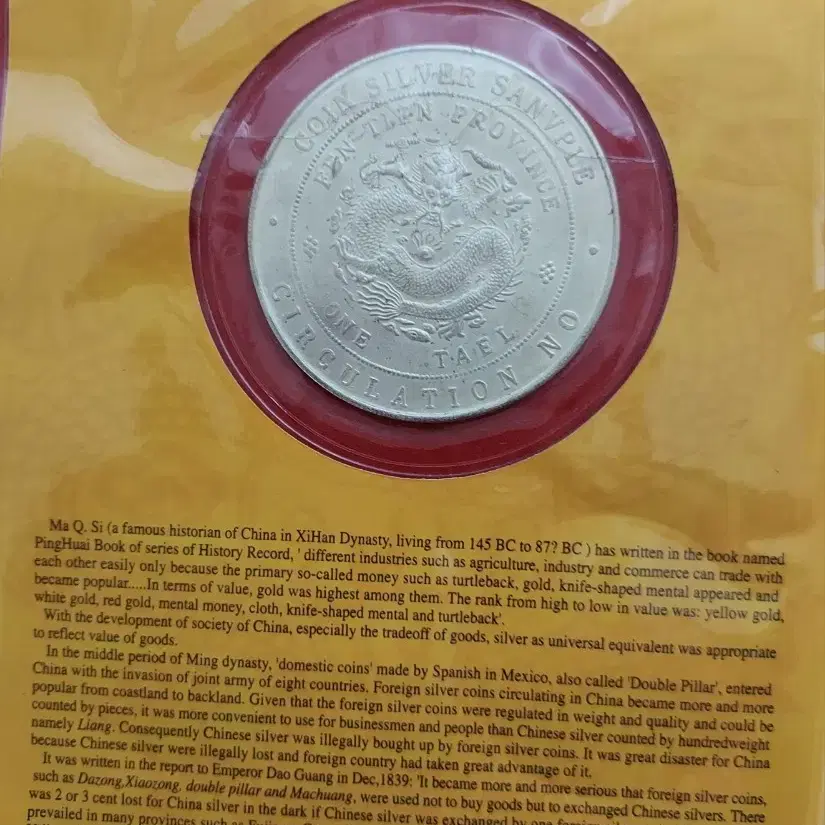 COIN SILVER SANVPLE
FEN-TIEN PROVINCE
ONE TAEL
CIRCULATION NO
Ma Q. Si (a famous historian of China in XiHan Dynasty, living from 145 BC to 87? BC ) has written in the book named
PingHuai Book of series of History Record, ' different industries such as agriculture, industry and commerce can trade with
each other easily only because the primary so-called money such as turtleback, gold, knife-shaped mental appeared and
became popular.....In terms of value, gold was highest among them. The rank from high to low in value was: yellow gold,
white gold, red gold, mental money, cloth, knife-shaped mental and turtleback'.
With the development of society of China, especially the tradeoff of goods, silver as universal equivalent was appropriate
to reflect value of goods.
In the middle period of Ming dynasty, 'domestic coins' made by Spanish in Mexico, also called 'Double Pillar', entered
China with the invasion of joint army of eight countries. Foreign silver coins circulating in China became more and more
popular from coastland to backland. Given that the foreign silver coins were regulated in weight and quality and could be
counted by pieces, it was more convenient to use for businessmen and people than Chinese silver counted by hundredweight
namely Liang. Consequently Chinese silver was illegally bought up by foreign silver coins. It was great disaster for China
because Chinese silver were illegally lost and foreign country had taken great advantage of it.
It was written in the report to Emperor Dao Guang in Dec,1839: 'It became more and more serious that foreign silver coins,
such as Dazong,Xiaozong, double pillar and Machuang, were used not to buy goods but to exchanged Chinese silvers. There
was 2 or 3 cent lost for China silver in the dark if Chinese silver was exchanged by one
prevailed in many provinces such as